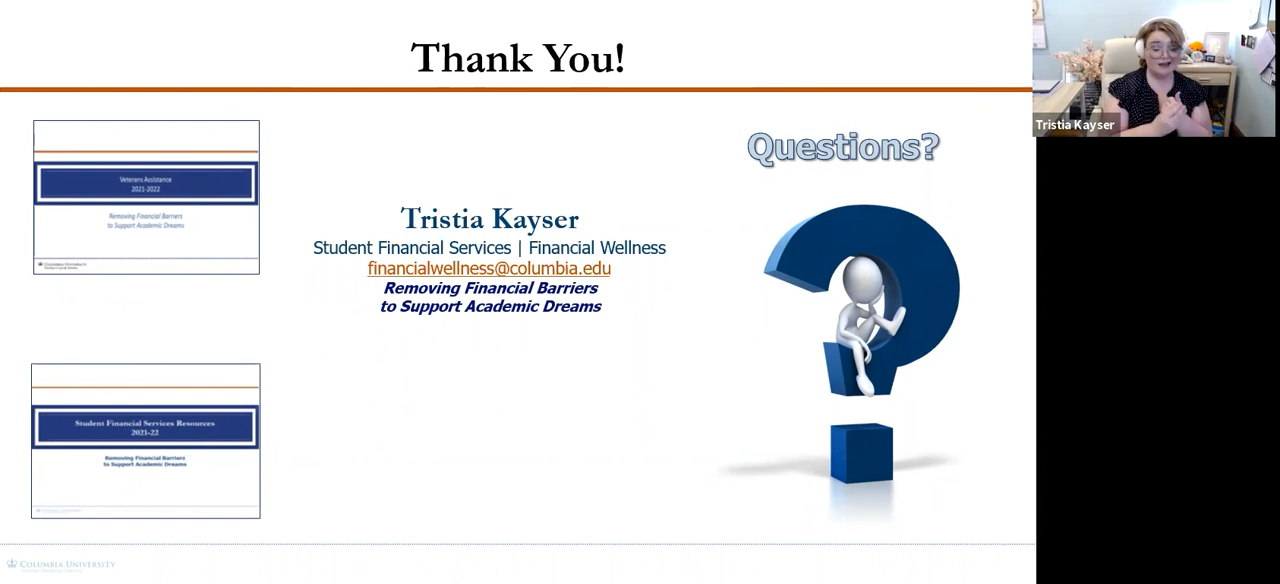 Thank You!
Tristia Kayser
Veterans Assistance
2021-2022
Removing Financial Barriers
to Support Academic Dreams
COLUMBIA UNIVERSITY
Questions?
Tristia Kayser
Student Financial Services | Financial Wellness
financialwellness@columbia.edu
Removing Financial Barriers
to Support Academic Dreams
Student Financial Services Resources
2021-22
Removing Financial Barriers
to Support Academic Dreams
COLUMBIA UNIVERSITY